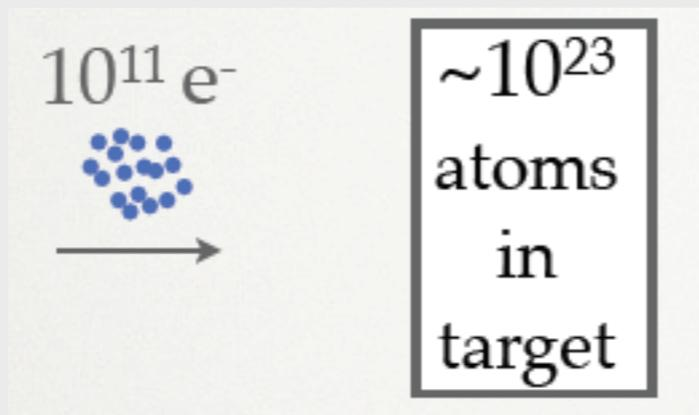 10¹¹ e⁻
~10²³
atoms
in
target